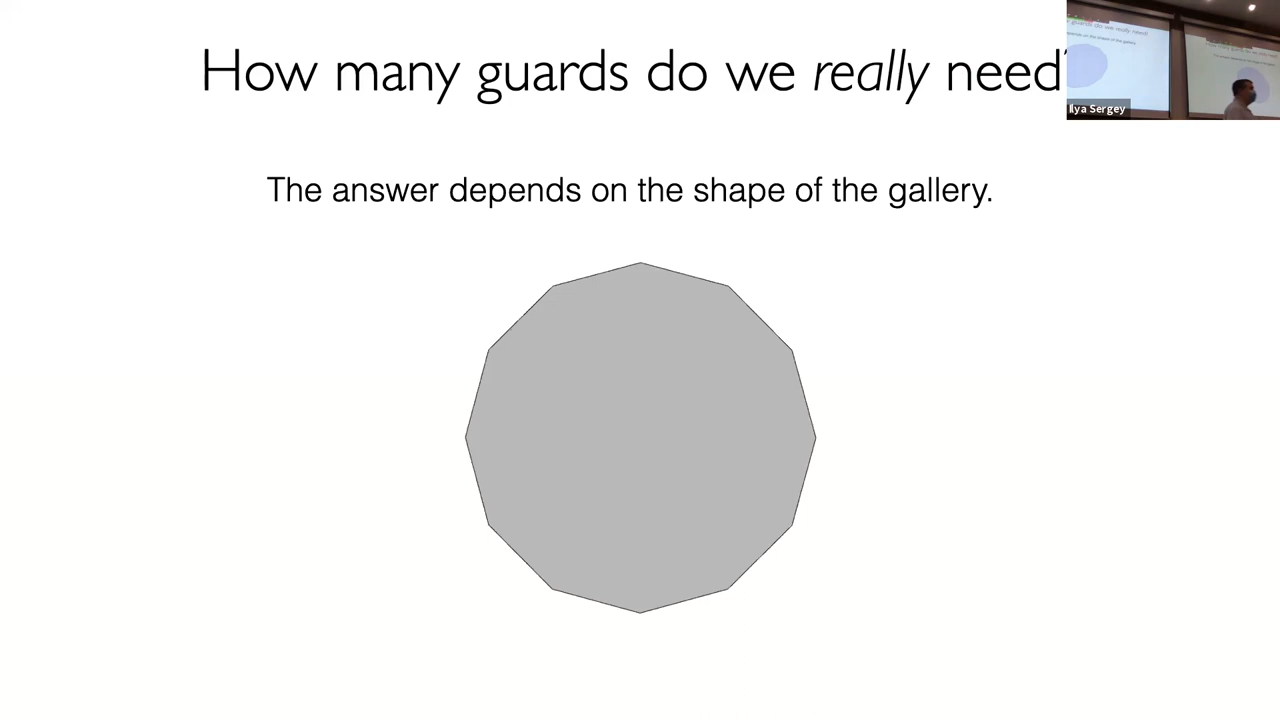 How many guards do we really need?
The answer depends on the shape of the gallery.
Ilya Sergey